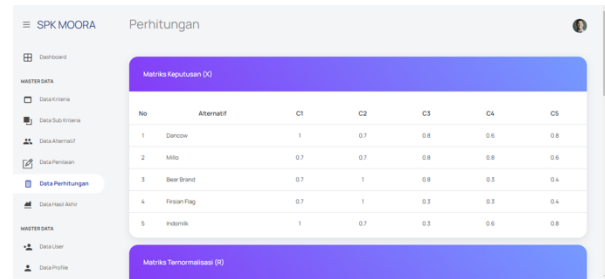 SPK MOORA
Perhitungan
Dashboard
MASTER DATA
Data Kriteria
Data Sub Kriteria
Data Alternatif
Data Penilaian
Data Perhitungan
Data Hasil Akhir
MASTER DATA
Data User
Data Profile
Matriks Keputusan (X)
No Alternatif C1 C2 C3 C4 C5
1 Dancow 1 0.7 0.8 0.6 0.8
2 Milo 0.7 0.7 0.8 0.8 0.6
3 Bear Brand 0.7 1 0.8 0.3 0.4
4 Firsian Flag 0.7 1 0.3 0.3 0.4
5 Indomilk 1 0.7 0.3 0.6 0.8
Matriks Ternormalisasi (R)